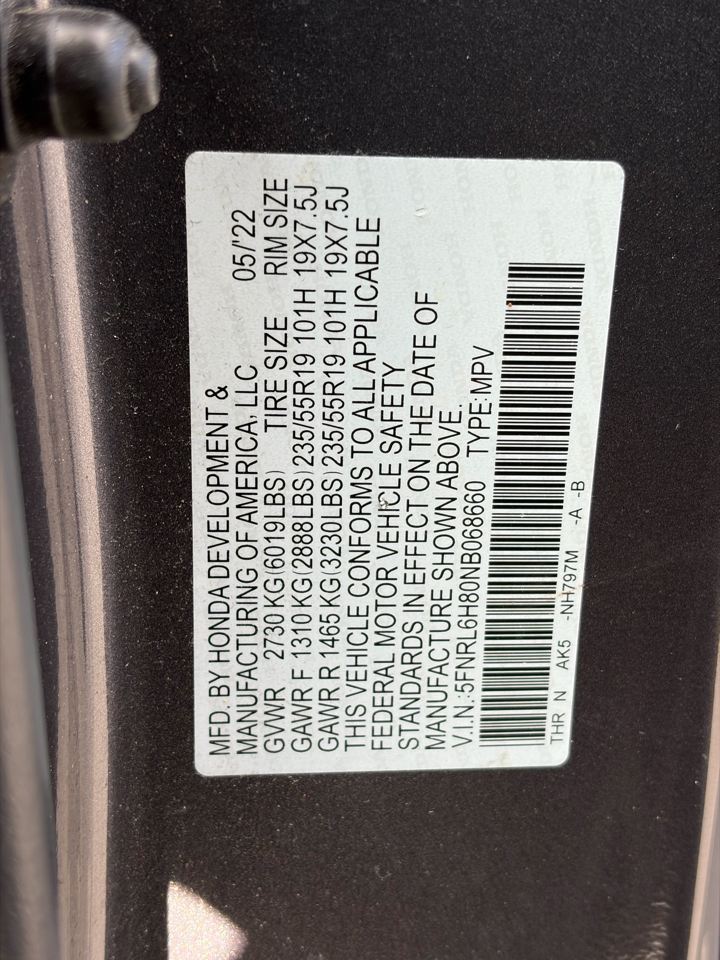 MFD. BY HONDA DEVELOPMENT &
MANUFACTURING OF AMERICA, LLC 05/'22
GVWR 2730 KG (6019LBS) TIRE SIZE RIM SIZE
GAWR F 1310 KG (2888LBS) 235/55R19 101H 19X7.5J
GAWR R 1465 KG (3230LBS) 235/55R19 101H 19X7.5J
THIS VEHICLE CONFORMS TO ALL APPLICABLE
FEDERAL MOTOR VEHICLE SAFETY
STANDARDS IN EFFECT ON THE DATE OF
MANUFACTURE SHOWN ABOVE.
V.I.N.:5FNRL6H80NB068660 TYPE:MPV
THR N AK5 -NH797M -A -B